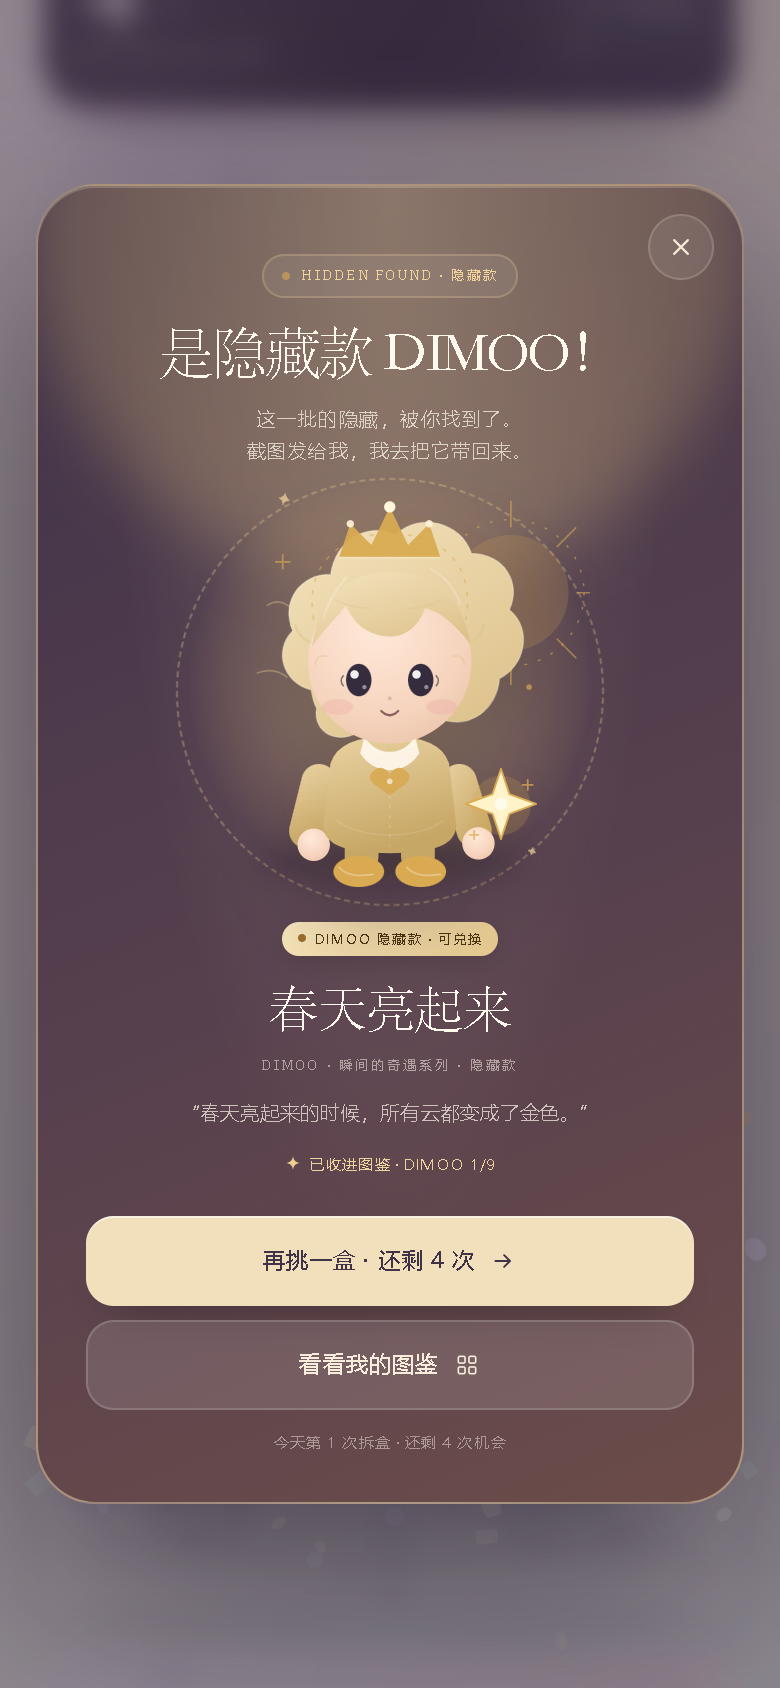 HIDDEN FOUND · 隐藏款
是隐藏款 DIMOO！
这一批的隐藏，被你找到了。
截图发给我，我去把它带回来。
DIMOO 隐藏款 · 可兑换
春天亮起来
DIMOO · 瞬间的奇遇系列 · 隐藏款
“春天亮起来的时候，所有云都变成了金色。”
已收进图鉴 · DIMOO 1/9
再挑一盒 · 还剩 4 次
看看我的图鉴
今天第 1 次拆盒 · 还剩 4 次机会